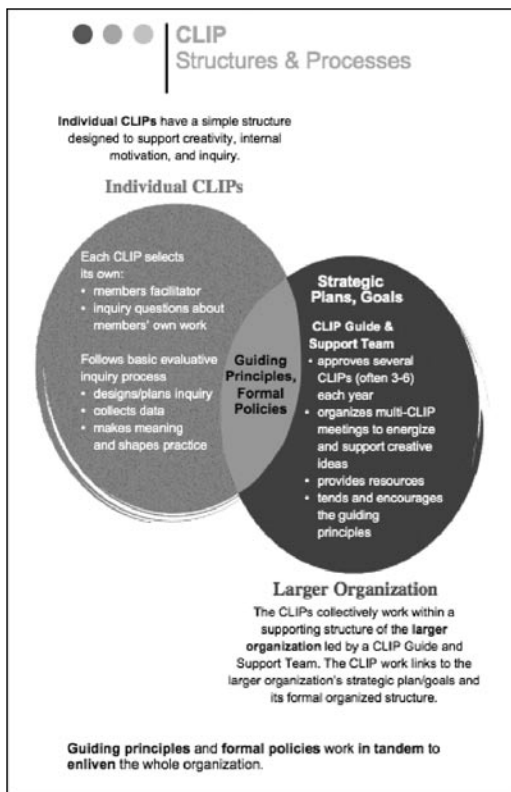 CLIP
Structures & Processes
Individual CLIPs have a simple structure
designed to support creativity, internal
motivation, and inquiry.
Individual CLIPs
Each CLIP selects
its own:
• members facilitator
• inquiry questions about
members' own work
Follows basic evaluative
inquiry process
• designs/plans inquiry
• collects data
• makes meaning
and shapes practice
Guiding
Principles,
Formal
Policies
Strategic
Plans, Goals
CLIP Guide &
Support Team
• approves several
CLIPs (often 3-6)
each year
• organizes multi-CLIP
meetings to energize
and support creative
ideas
• provides resources
• tends and encourages
the guiding
principles
Larger Organization
The CLIPs collectively work within a
supporting structure of the larger
organization led by a CLIP Guide and
Support Team. The CLIP work links to the
larger organization's strategic plan/goals and
its formal organized structure.
Guiding principles and formal policies work in tandem to
enliven the whole organization.